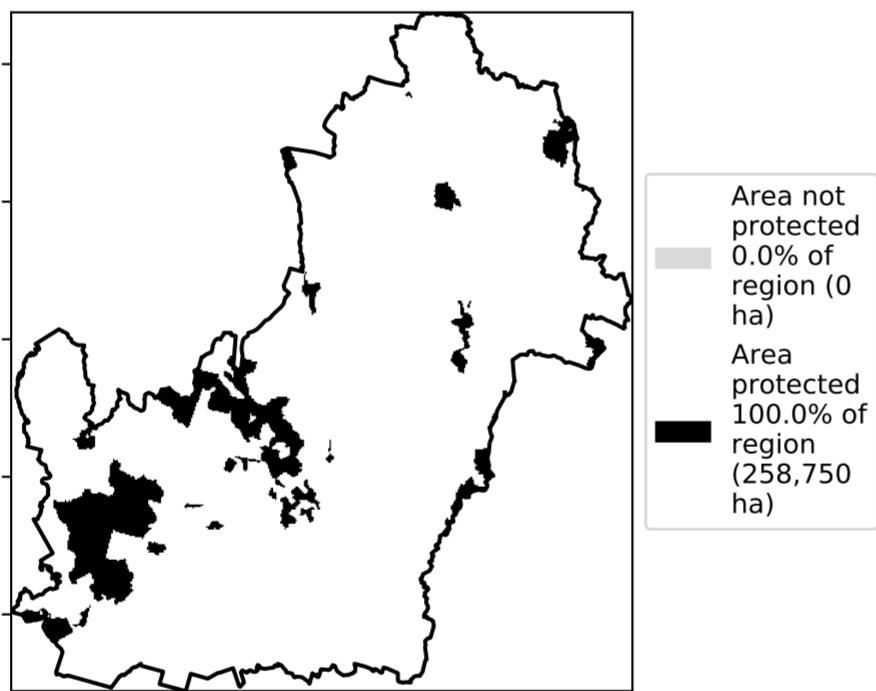 Area not
protected
0.0% of
region (0
ha)
Area
protected
100.0% of
region
(258,750
ha)